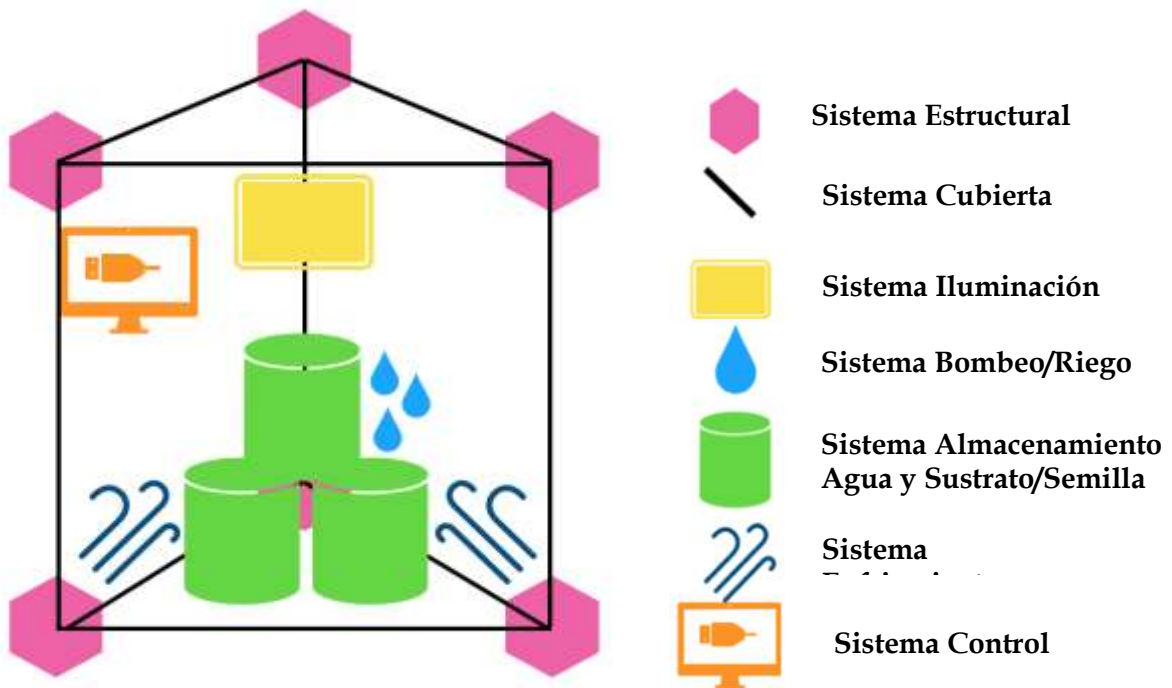 Sistema Estructural
Sistema Cubierta
Sistema Iluminación
Sistema Bombeo/Riego
Sistema Almacenamiento
Agua y Sustrato/Semilla
Sistema
Sistema Control